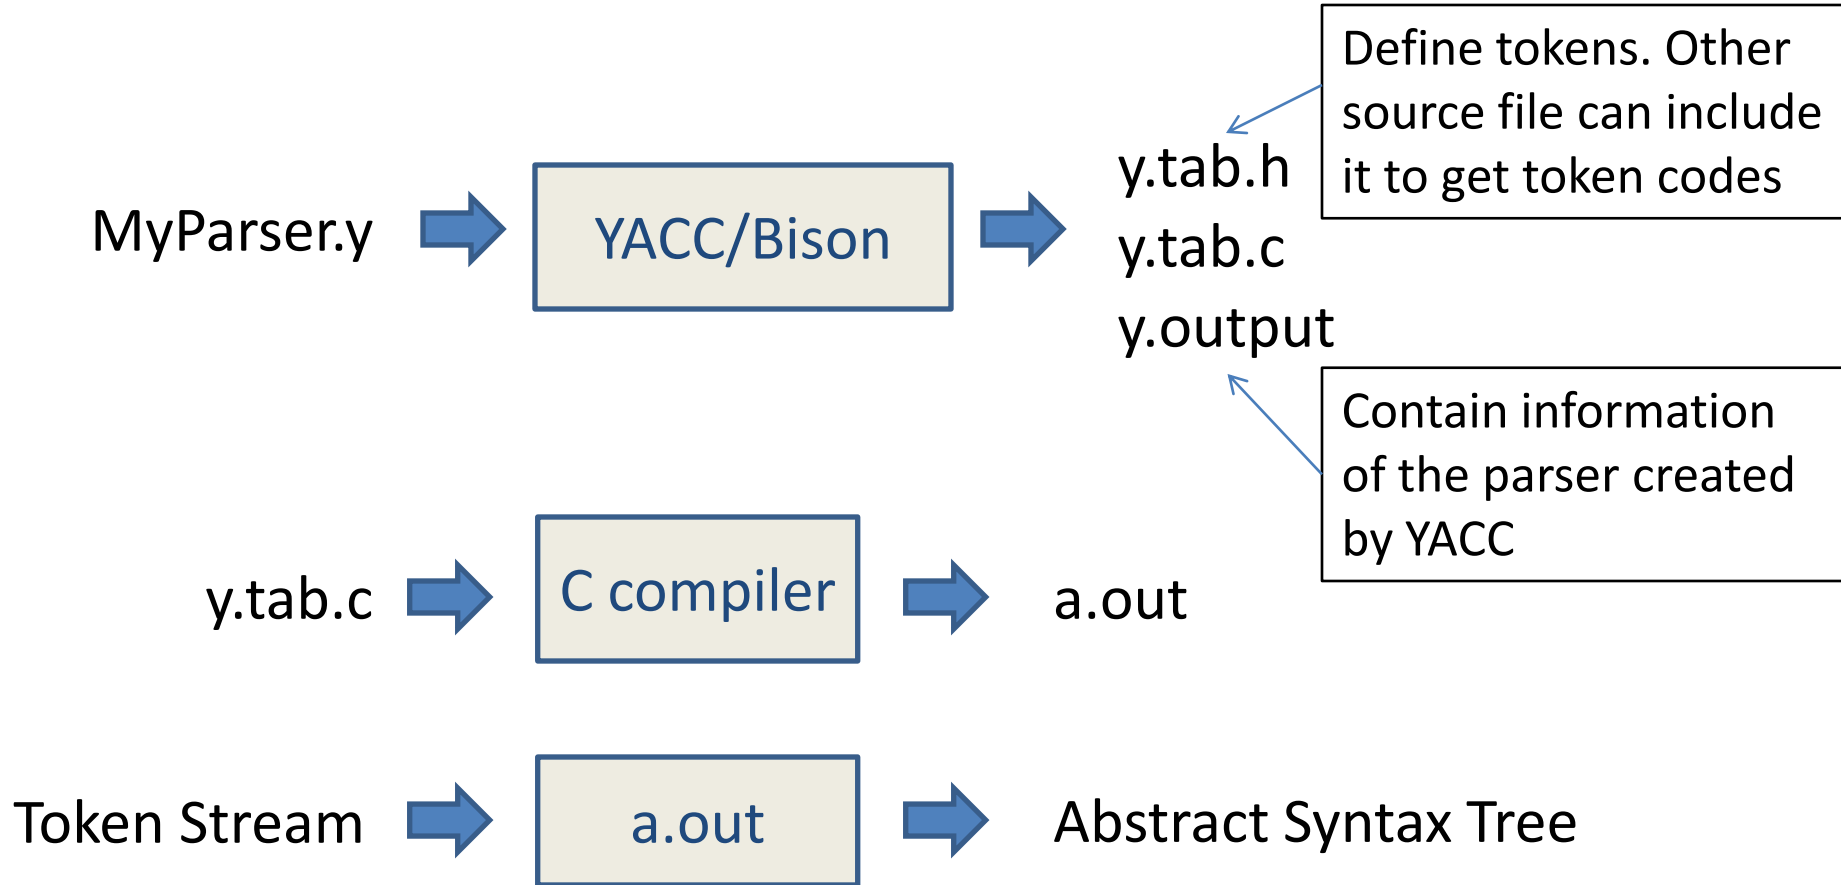 Define tokens. Other
source file can include
it to get token codes
MyParser.y
YACC/Bison
y.tab.h
y.tab.c
y.output
Contain information
of the parser created
by YACC
y.tab.c
C compiler
a.out
Token Stream
a.out
Abstract Syntax Tree